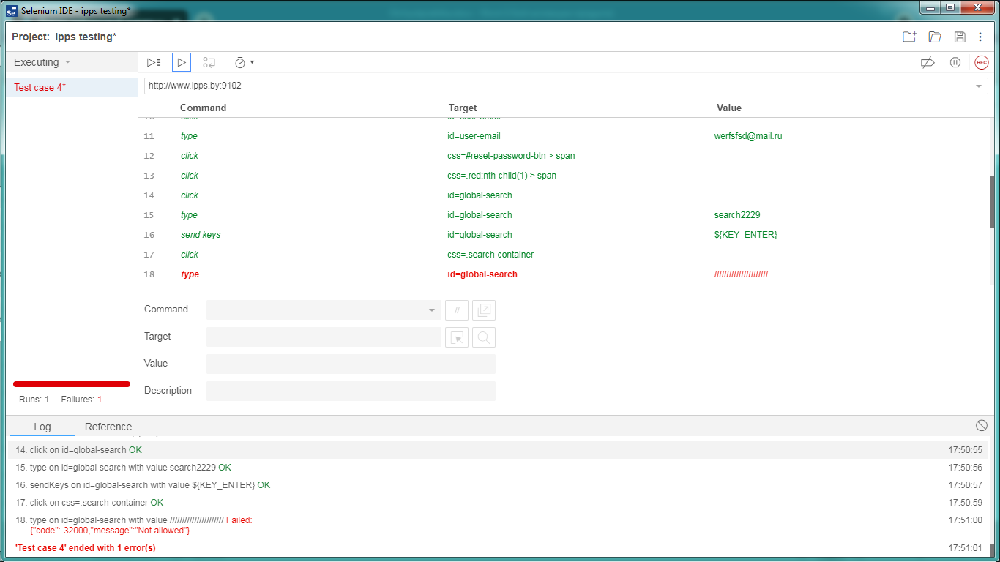 Selenium IDE - ipps testing*
Project: ipps testing*
Executing
Test case 4*
http://www.ipps.by:9102
Command Target Value
11 type id=user-email werfsfsd@mail.ru
12 click css=#reset-password-btn > span
13 click css=.red:nth-child(1) > span
14 click id=global-search
15 type id=global-search search2229
16 send keys id=global-search ${KEY_ENTER}
17 click css=.search-container
18 type id=global-search //////////////////////
Command //
Target
Value
Description
Runs: 1 Failures: 1
Log Reference
14. click on id=global-search OK 17:50:55
15. type on id=global-search with value search2229 OK 17:50:56
16. sendKeys on id=global-search with value ${KEY_ENTER} OK 17:50:57
17. click on css=.search-container OK 17:50:59
18. type on id=global-search with value ////////////////////// Failed: 17:51:00
{"code":-32000,"message":"Not allowed"}
'Test case 4' ended with 1 error(s) 17:51:01
REC